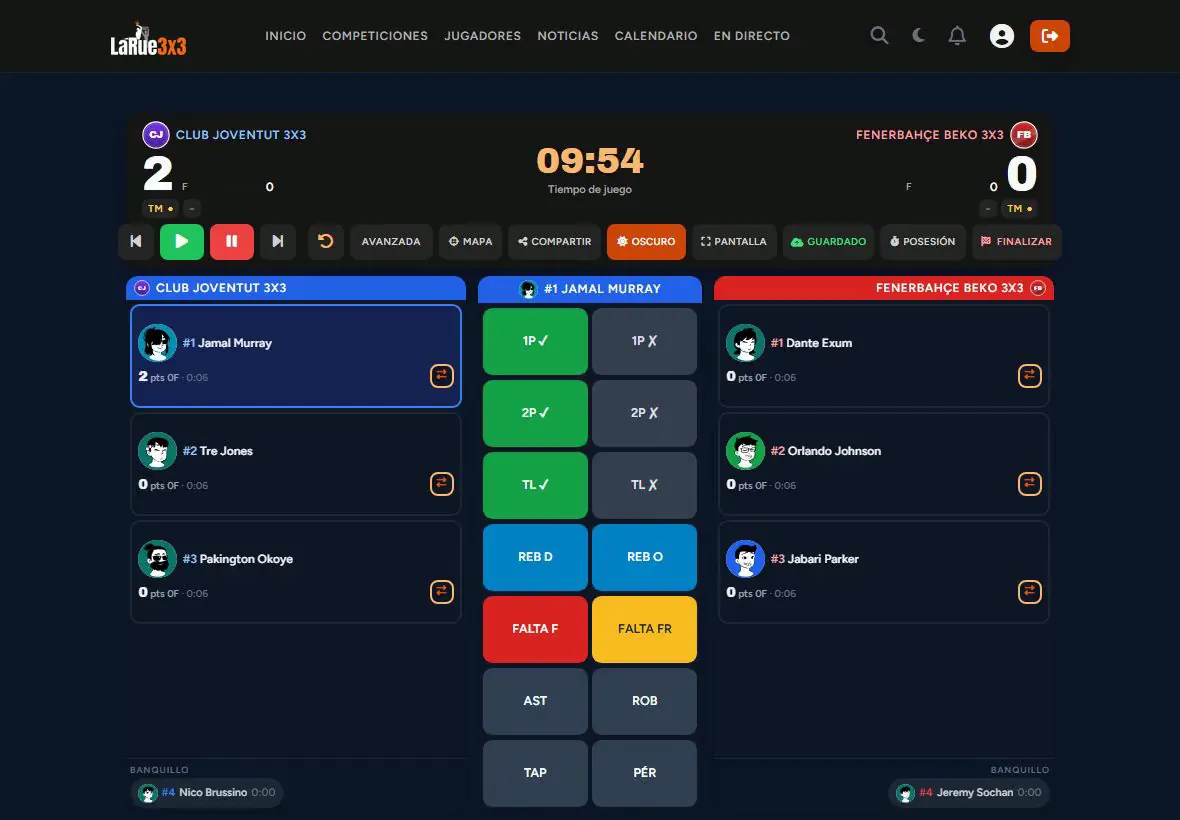 LaRue3x3
INICIO COMPETICIONES JUGADORES NOTICIAS CALENDARIO EN DIRECTO
CJ CLUB JOVENTUT 3X3
FENERBAHÇE BEKO 3X3 FB
2 F 0
09:54
Tiempo de juego
F 0 0
TM • -
- TM •
AVANZADA MAPA COMPARTIR OSCURO PANTALLA GUARDADO POSESIÓN FINALIZAR
CJ CLUB JOVENTUT 3X3
#1 Jamal Murray
2 pts 0F · 0:06
#2 Tre Jones
0 pts 0F · 0:06
#3 Pakington Okoye
0 pts 0F · 0:06
BANQUILLO
#4 Nico Brussino 0:00
#1 JAMAL MURRAY
1P ✓ 1P ✗
2P ✓ 2P ✗
TL ✓ TL ✗
REB D REB O
FALTA F FALTA FR
AST ROB
TAP PÉR
FENERBAHÇE BEKO 3X3 FB
#1 Dante Exum
0 pts 0F · 0:06
#2 Orlando Johnson
0 pts 0F · 0:06
#3 Jabari Parker
0 pts 0F · 0:06
BANQUILLO
#4 Jeremy Sochan 0:00